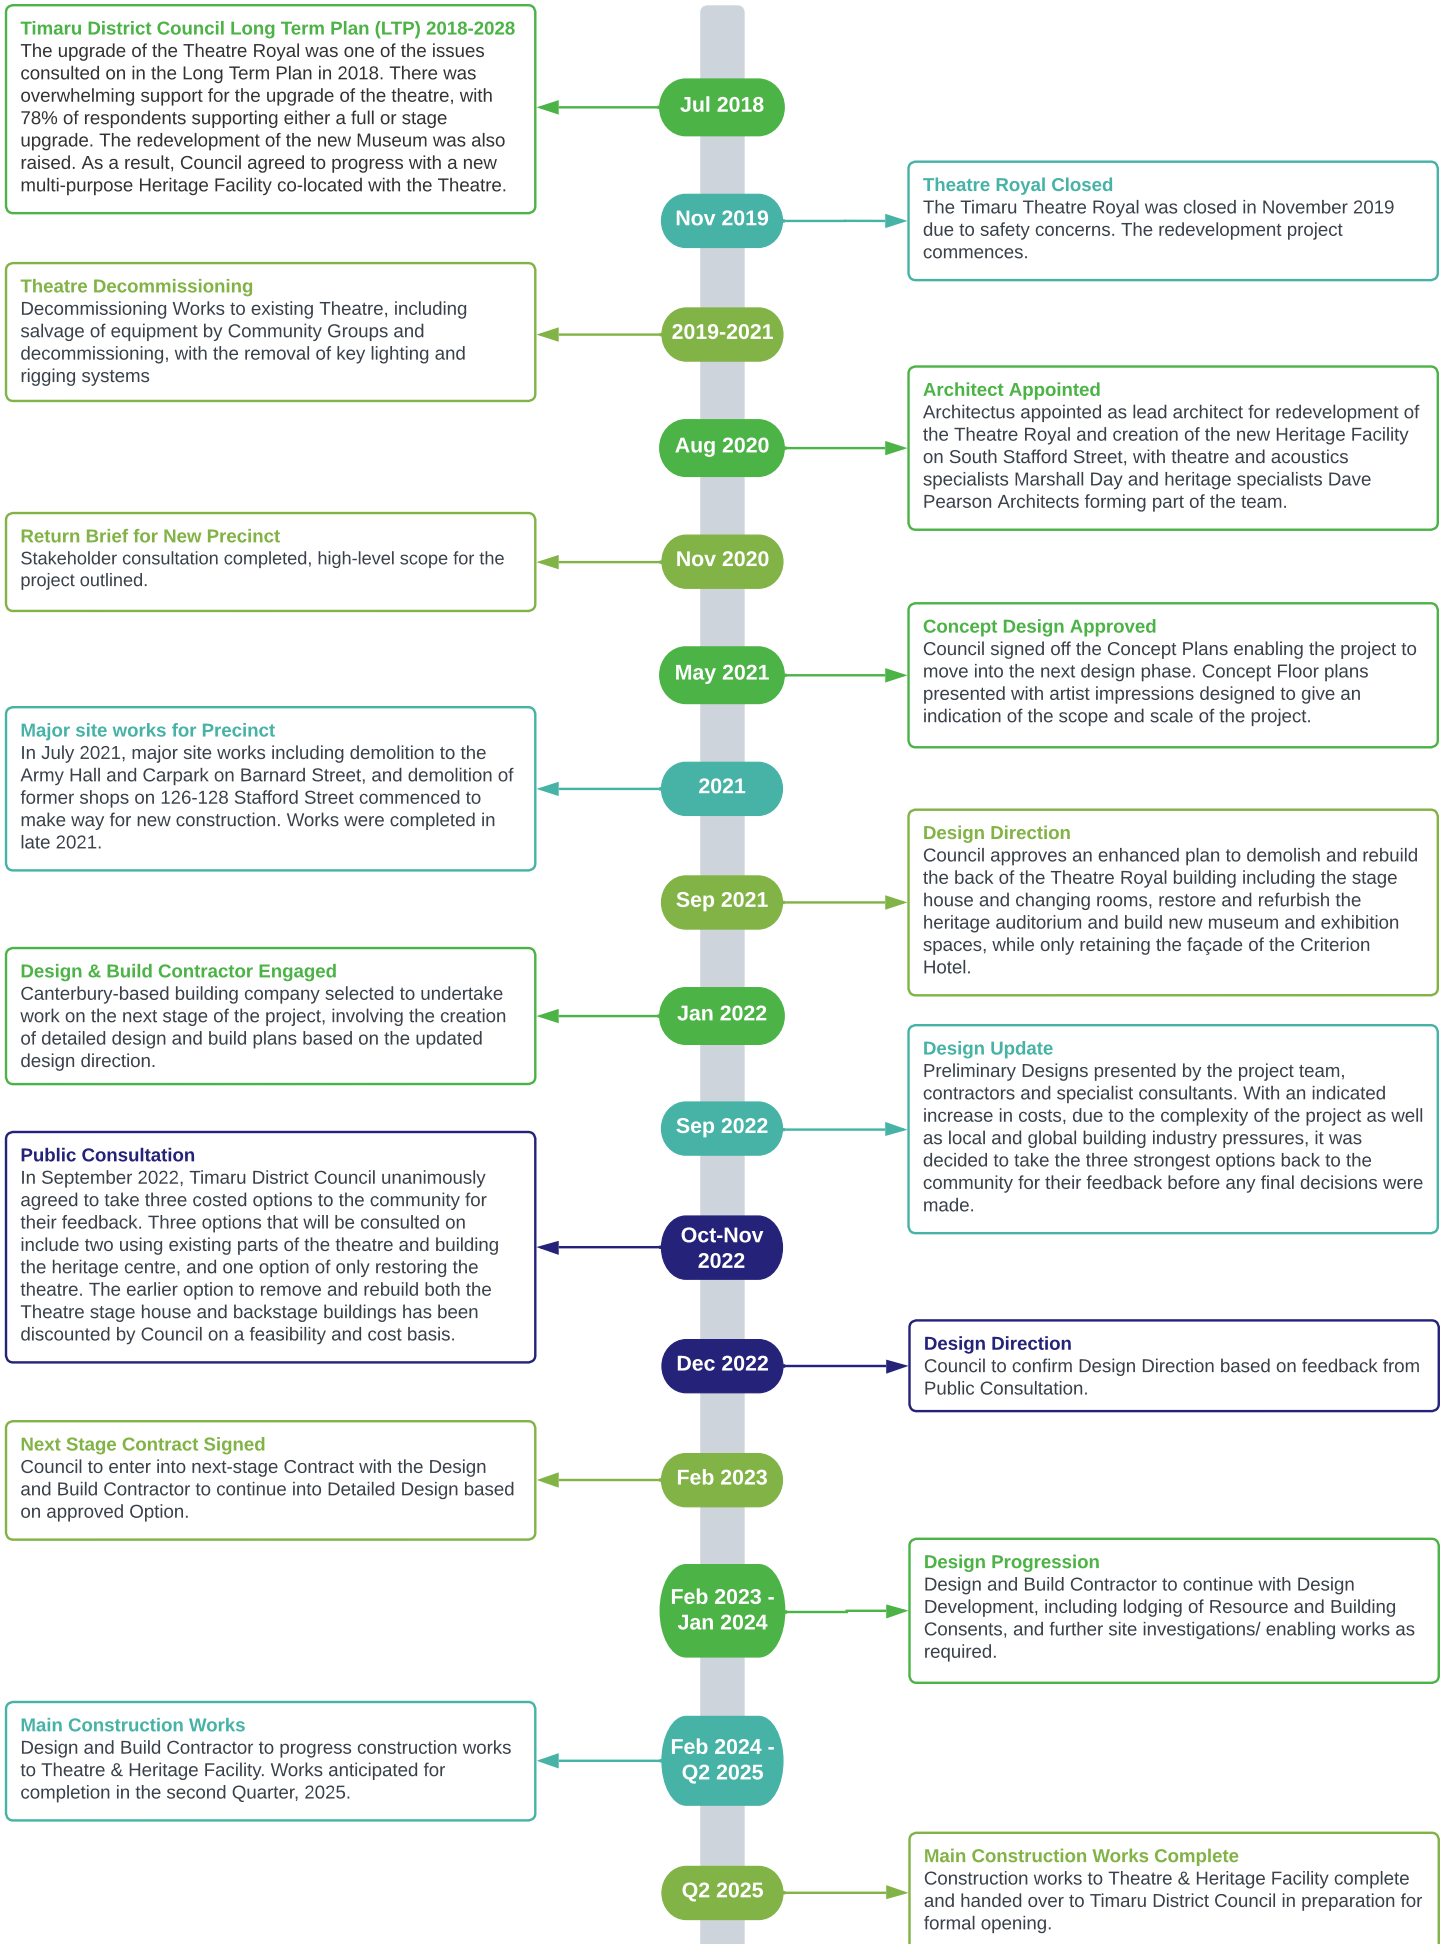 Timaru District Council Long Term Plan (LTP) 2018-2028
The upgrade of the Theatre Royal was one of the issues
consulted on in the Long Term Plan in 2018. There was
overwhelming support for the upgrade of the theatre, with
78% of respondents supporting either a full or stage
upgrade. The redevelopment of the new Museum was also
raised. As a result, Council agreed to progress with a new
multi-purpose Heritage Facility co-located with the Theatre.
Jul 2018
Nov 2019
Theatre Royal Closed
The Timaru Theatre Royal was closed in November 2019
due to safety concerns. The redevelopment project
commences.
Theatre Decommissioning
Decommissioning Works to existing Theatre, including
salvage of equipment by Community Groups and
decommissioning, with the removal of key lighting and
rigging systems
2019-2021
Aug 2020
Architect Appointed
Architectus appointed as lead architect for redevelopment of
the Theatre Royal and creation of the new Heritage Facility
on South Stafford Street, with theatre and acoustics
specialists Marshall Day and heritage specialists Dave
Pearson Architects forming part of the team.
Return Brief for New Precinct
Stakeholder consultation completed, high-level scope for the
project outlined.
Nov 2020
May 2021
Concept Design Approved
Council signed off the Concept Plans enabling the project to
move into the next design phase. Concept Floor plans
presented with artist impressions designed to give an
indication of the scope and scale of the project.
Major site works for Precinct
In July 2021, major site works including demolition to the
Army Hall and Carpark on Barnard Street, and demolition of
former shops on 126-128 Stafford Street commenced to
make way for new construction. Works were completed in
late 2021.
2021
Sep 2021
Design Direction
Council approves an enhanced plan to demolish and rebuild
the back of the Theatre Royal building including the stage
house and changing rooms, restore and refurbish the
heritage auditorium and build new museum and exhibition
spaces, while only retaining the façade of the Criterion
Hotel.
Design & Build Contractor Engaged
Canterbury-based building company selected to undertake
work on the next stage of the project, involving the creation
of detailed design and build plans based on the updated
design direction.
Jan 2022
Sep 2022
Design Update
Preliminary Designs presented by the project team,
contractors and specialist consultants. With an indicated
increase in costs, due to the complexity of the project as well
as local and global building industry pressures, it was
decided to take the three strongest options back to the
community for their feedback before any final decisions were
made.
Public Consultation
In September 2022, Timaru District Council unanimously
agreed to take three costed options to the community for
their feedback. Three options that will be consulted on
include two using existing parts of the theatre and building
the heritage centre, and one option of only restoring the
theatre. The earlier option to remove and rebuild both the
Theatre stage house and backstage buildings has been
discounted by Council on a feasibility and cost basis.
Oct-Nov
2022
Dec 2022
Design Direction
Council to confirm Design Direction based on feedback from
Public Consultation.
Next Stage Contract Signed
Council to enter into next-stage Contract with the Design
and Build Contractor to continue into Detailed Design based
on approved Option.
Feb 2023
Feb 2023 -
Jan 2024
Design Progression
Design and Build Contractor to continue with Design
Development, including lodging of Resource and Building
Consents, and further site investigations/ enabling works as
required.
Main Construction Works
Design and Build Contractor to progress construction works
to Theatre & Heritage Facility. Works anticipated for
completion in the second Quarter, 2025.
Feb 2024 -
Q2 2025
Q2 2025
Main Construction Works Complete
Construction works to Theatre & Heritage Facility complete
and handed over to Timaru District Council in preparation for
formal opening.